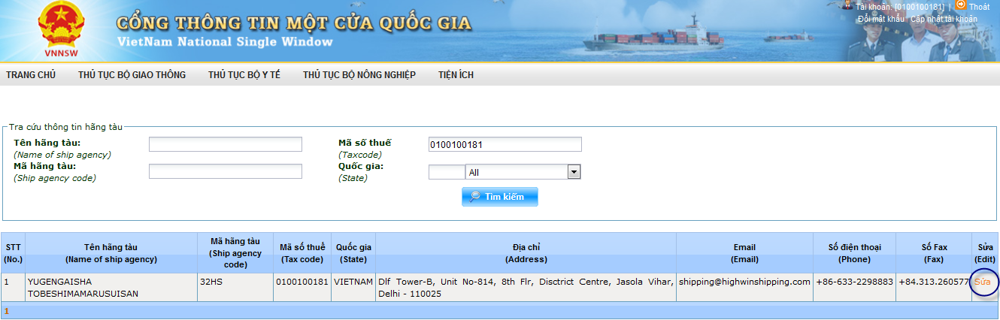 CỔNG THÔNG TIN MỘT CỬA QUỐC GIA
VietNam National Single Window
VNNSW
Tài khoản: [0100100181] | Thoát
Đổi mật khẩu Cập nhật tài khoản
TRANG CHỦ THỦ TỤC BỘ GIAO THÔNG THỦ TỤC BỘ Y TẾ THỦ TỤC BỘ NÔNG NGHIỆP TIỆN ÍCH
Tra cứu thông tin hãng tàu
Tên hãng tàu:
(Name of ship agency)
Mã số thuế 0100100181
(Taxcode)
Mã hãng tàu:
(Ship agency code)
Quốc gia: All
(State)
Tìm kiếm
STT
(No.)
Tên hãng tàu
(Name of ship agency)
Mã hãng tàu
(Ship agency
code)
Mã số thuế
(Tax code)
Quốc gia
(State)
Địa chỉ
(Address)
Email
(Email)
Số điện thoại
(Phone)
Số Fax
(Fax)
Sửa
(Edit)
1
YUGENGAISHA
TOBESHIMAMARUSUISAN
32HS
0100100181
VIETNAM
Dlf Tower-B, Unit No-814, 8th Flr, Disctrict Centre, Jasola Vihar,
Delhi - 110025
shipping@highwinshipping.com
+86-633-2298883
+84.313.260577
Sửa
1